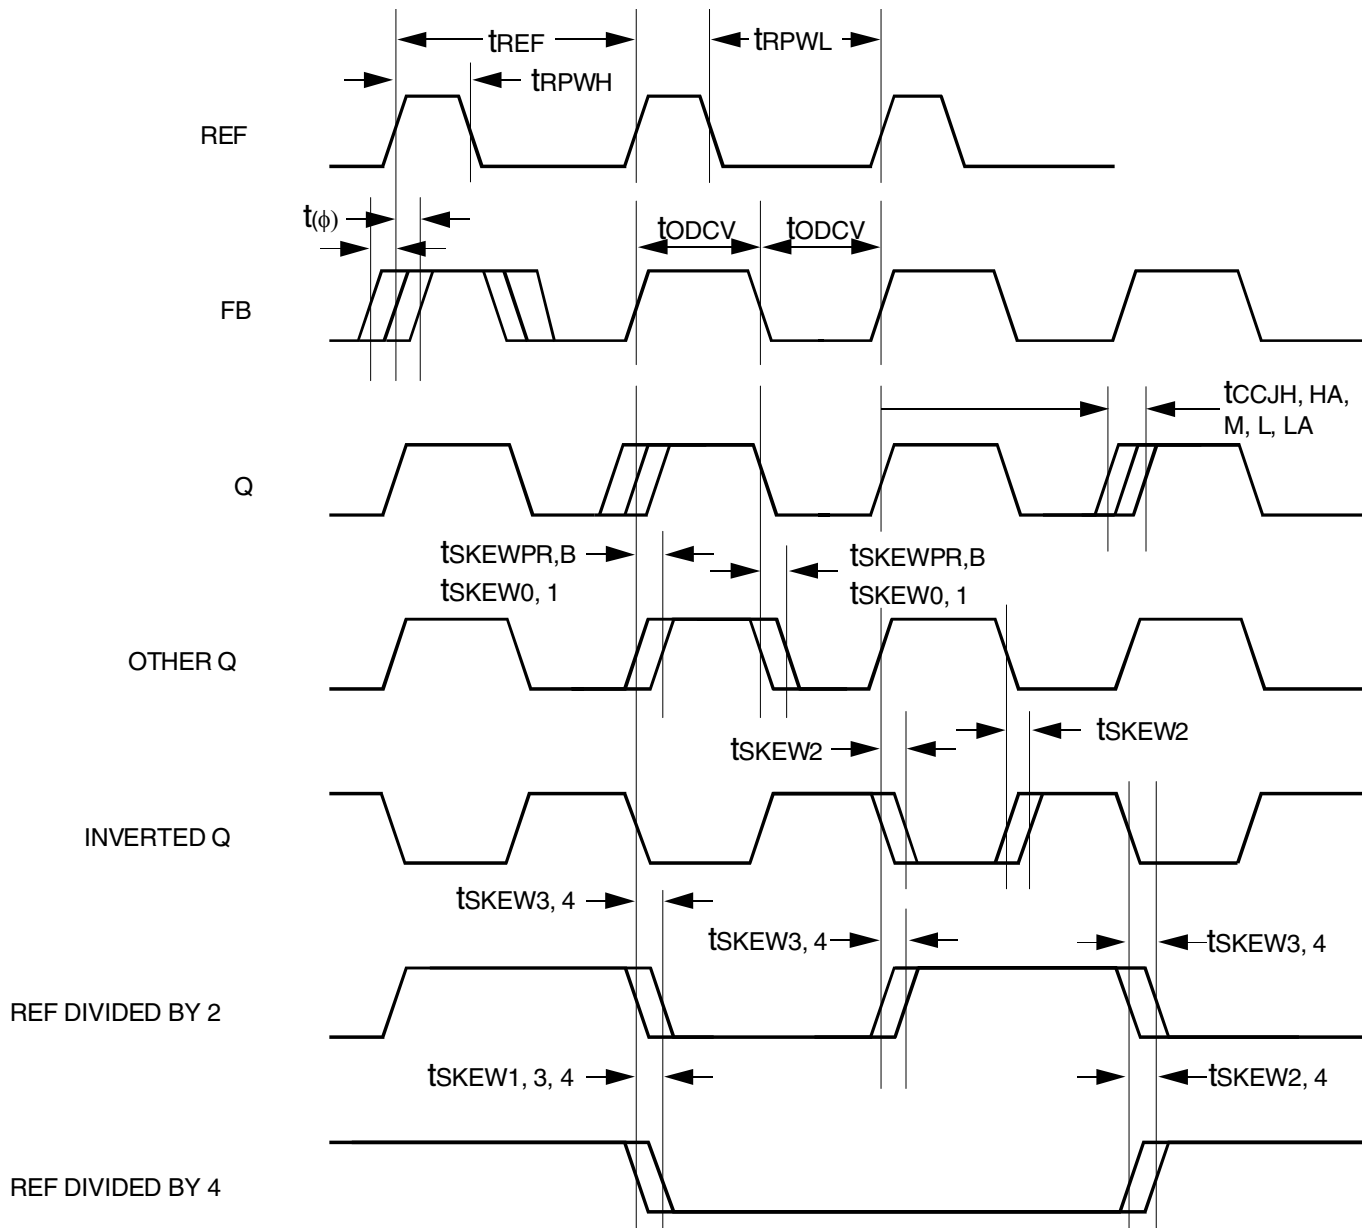 tREF
tRPWL
tRPWH
REF
t(ϕ)
tODCV
tODCV
FB
tCCJH, HA,
M, L, LA
Q
tSKEWPR,B
tSKEW0, 1
tSKEWPR,B
tSKEW0, 1
OTHER Q
tSKEW2
tSKEW2
INVERTED Q
tSKEW3, 4
tSKEW3, 4
tSKEW3, 4
REF DIVIDED BY 2
tSKEW1, 3, 4
tSKEW2, 4
REF DIVIDED BY 4